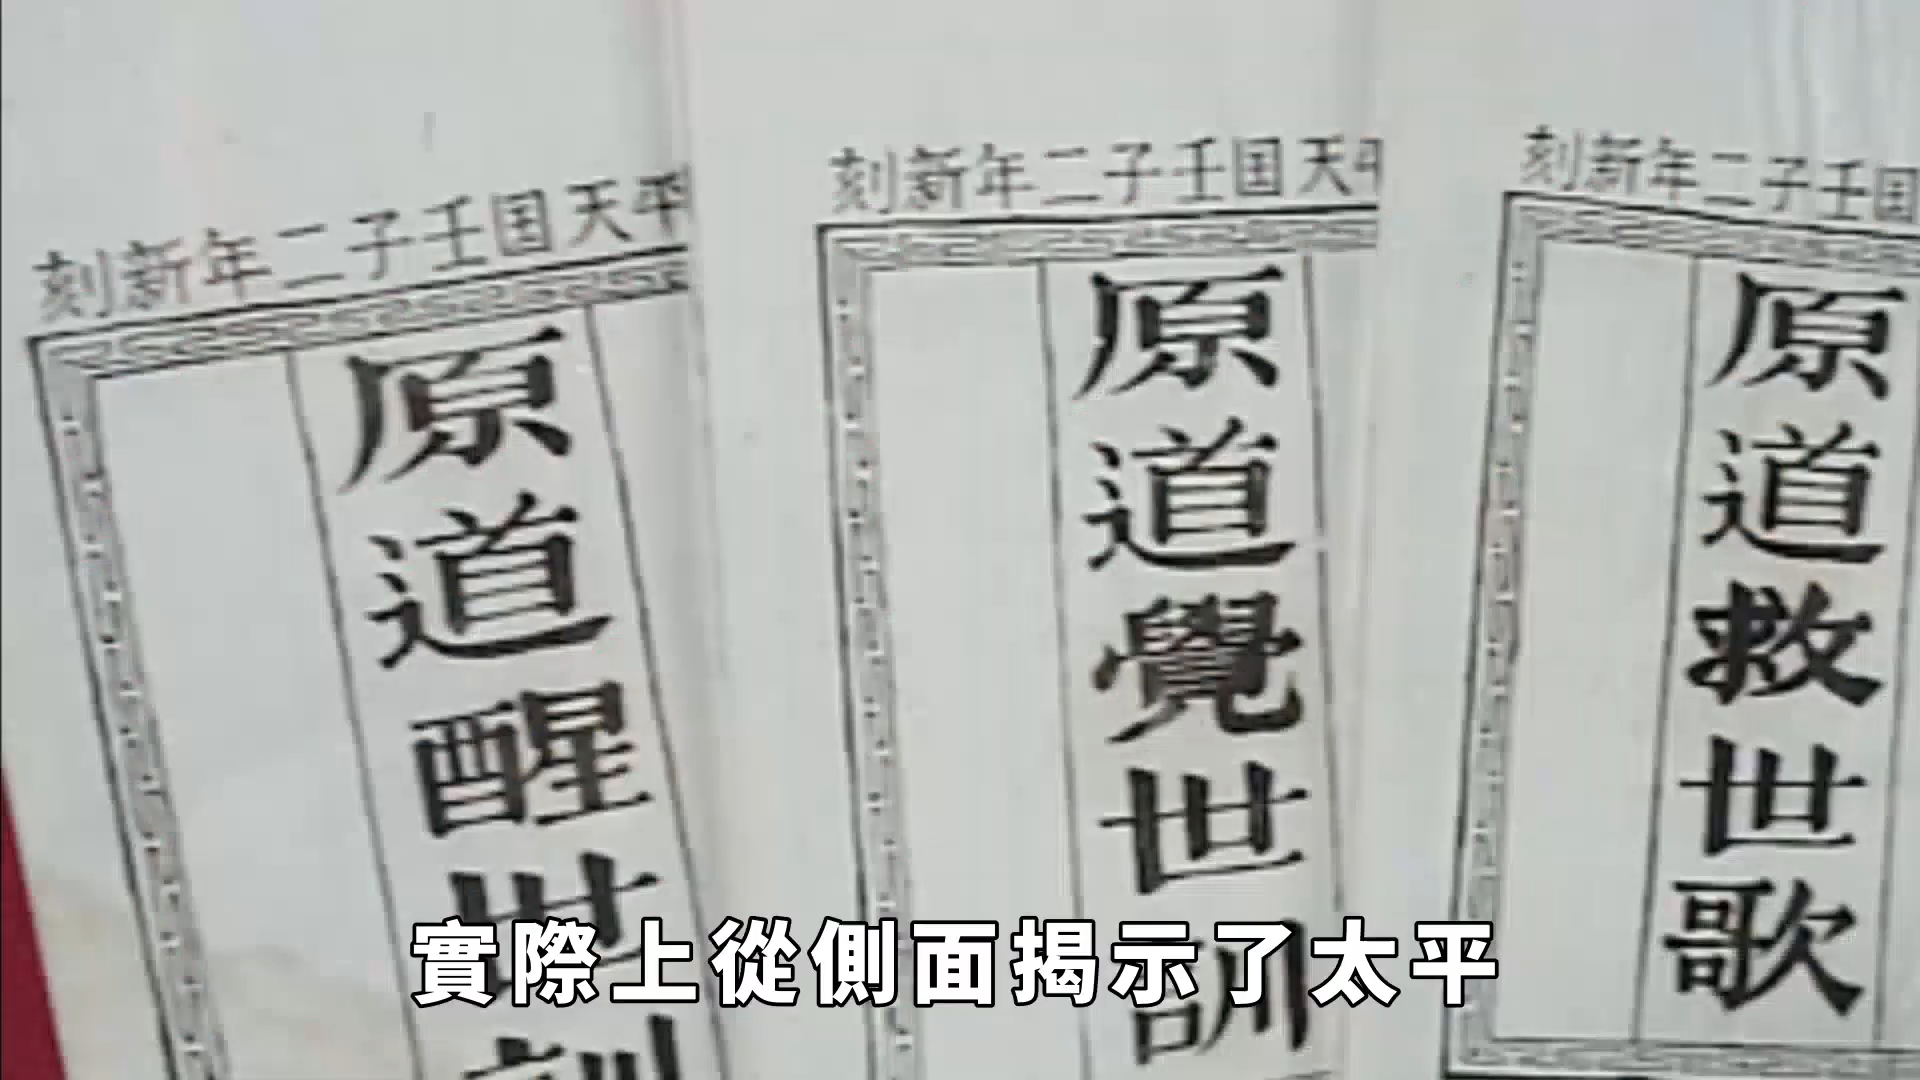 平天国壬子二年新刻
原道醒世訓
平天国壬子二年新刻
原道覺世訓
国壬子二年新刻
原道救世歌
實際上從側面揭示了太平